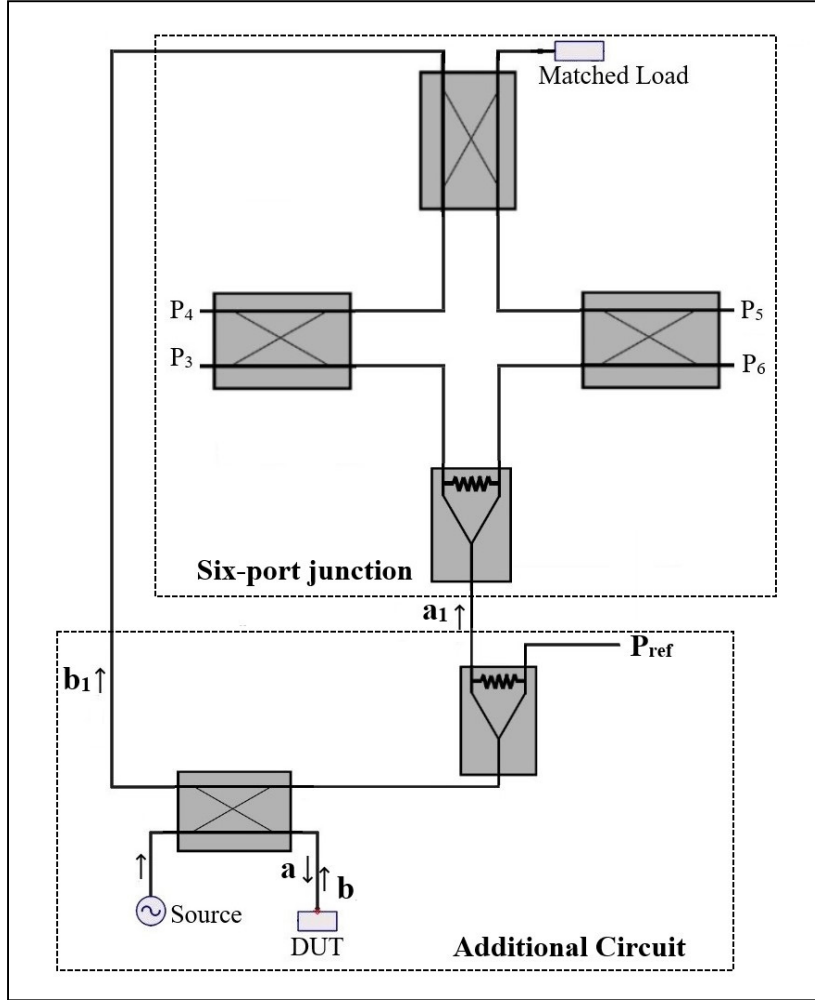 Matched Load
P₄
P₅
P₃
P₆
Six-port junction
a₁↑
Pref
b₁↑
a ↓ ↑ b
Source
DUT
Additional Circuit